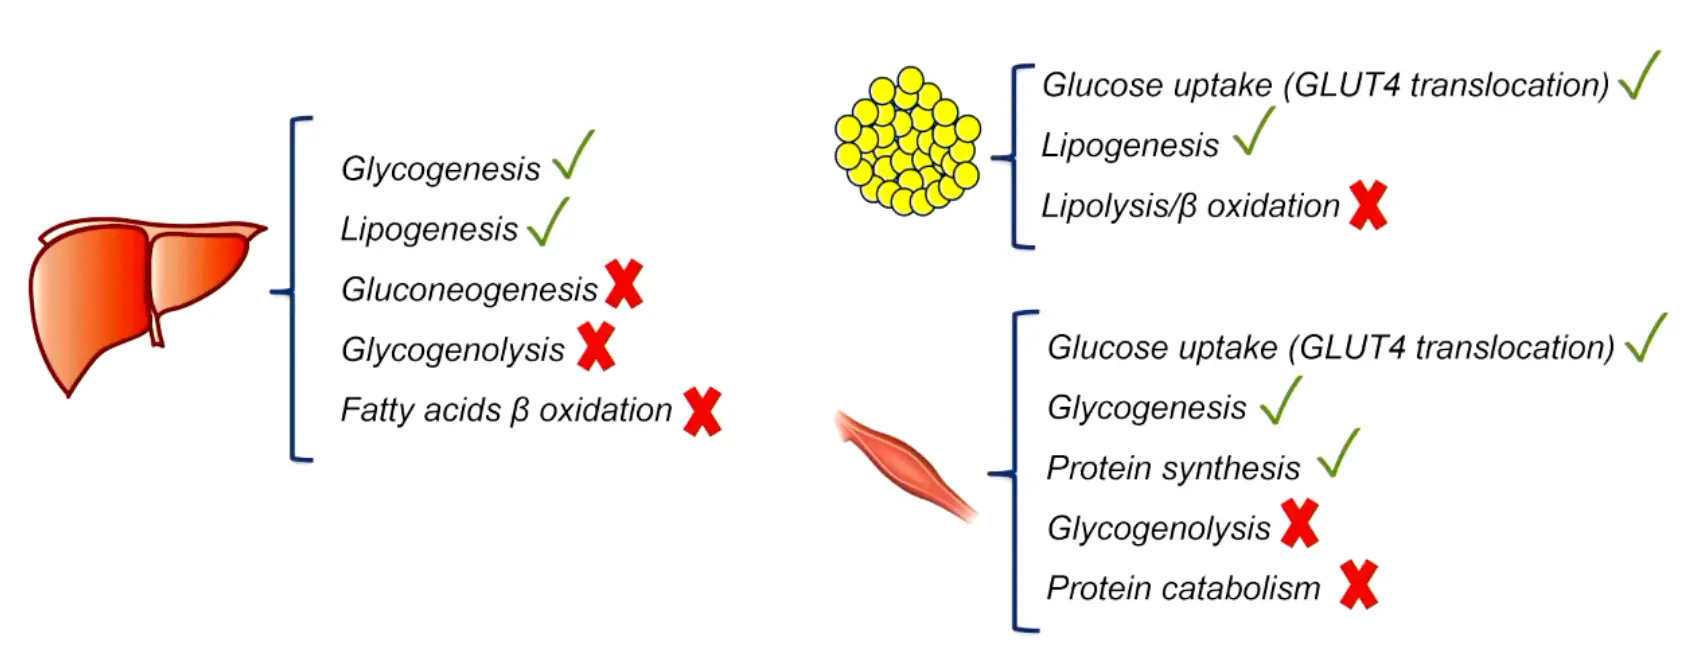 Glycogenesis
Lipogenesis
Gluconeogenesis
Glycogenolysis
Fatty acids β oxidation
Glucose uptake (GLUT4 translocation)
Lipogenesis
Lipolysis/β oxidation
Glucose uptake (GLUT4 translocation)
Glycogenesis
Protein synthesis
Glycogenolysis
Protein catabolism